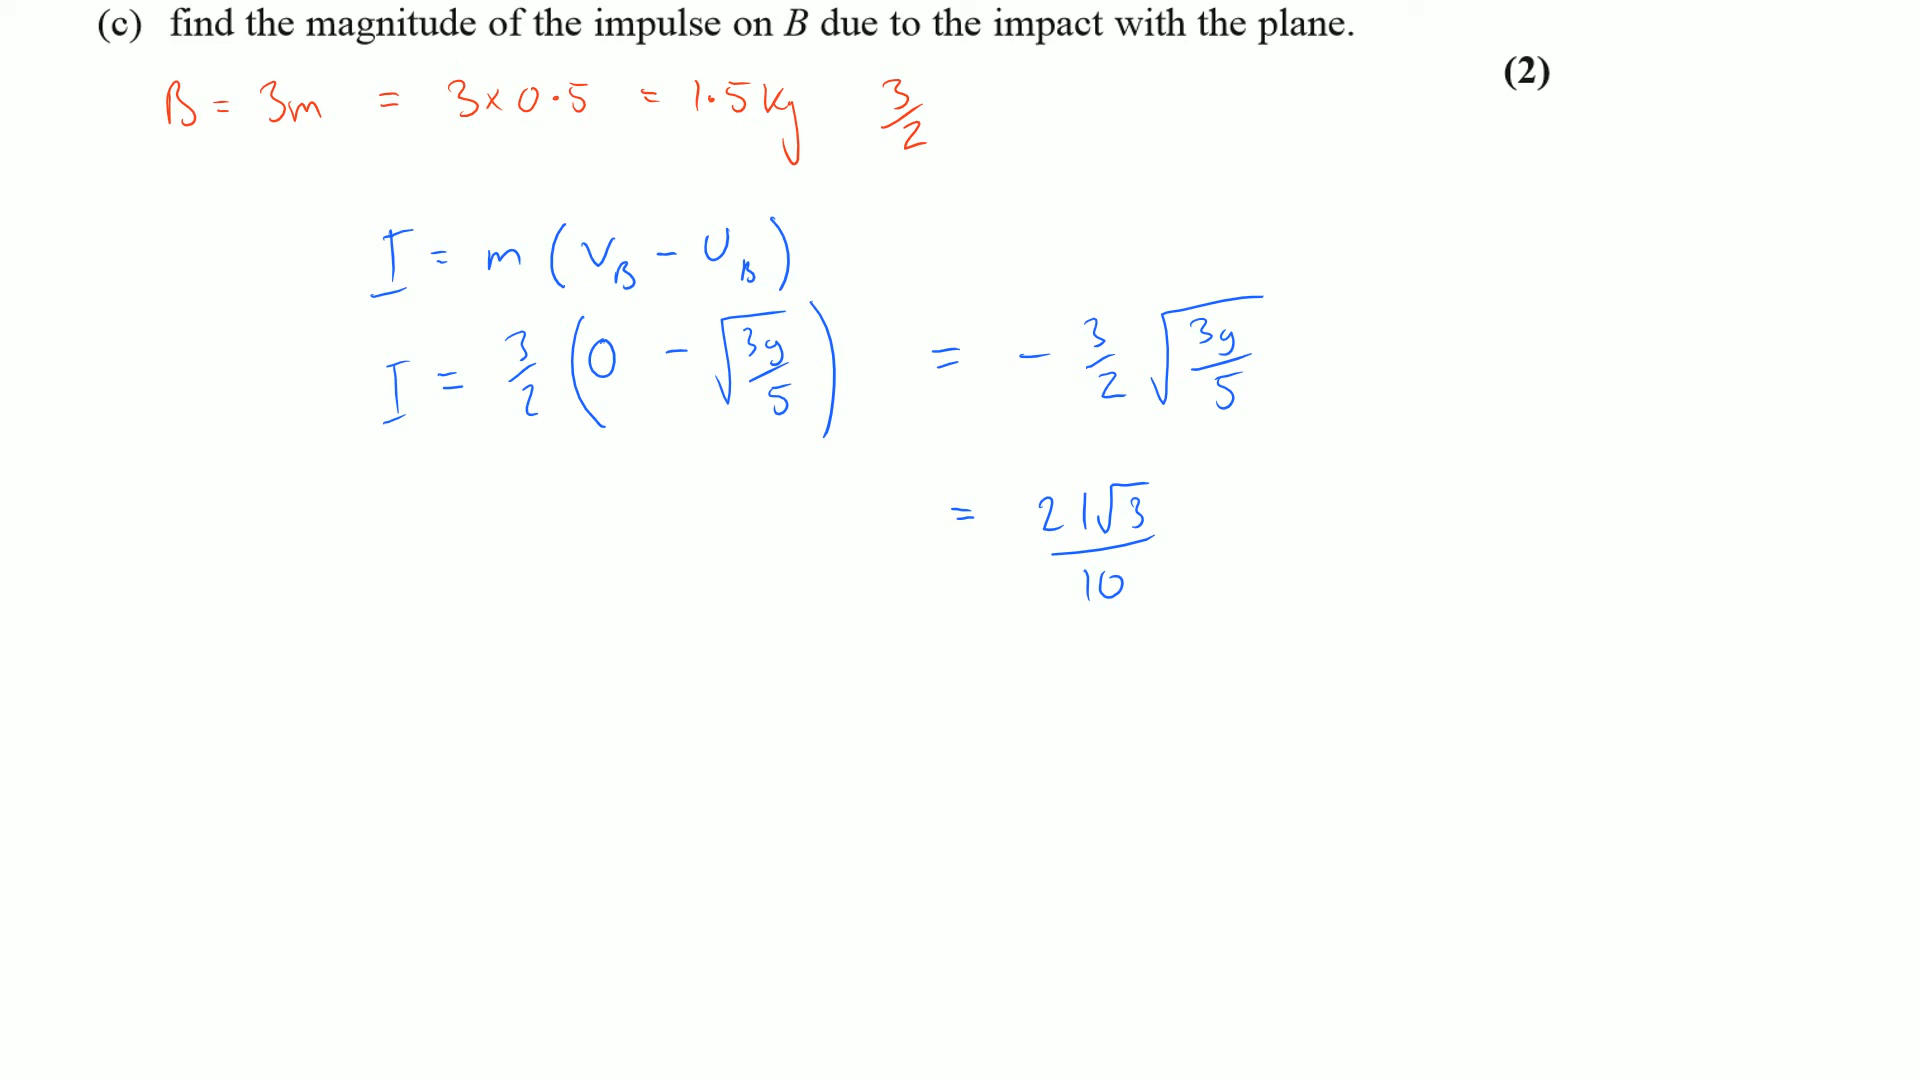 (c) find the magnitude of the impulse on B due to the impact with the plane.
(2)
B = 3m = 3 × 0.5 = 1.5 kg 3/2
I = m (V_B − U_B)
I = 3/2 (0 − √(3g/5)) = − 3/2 √(3g/5)
= 21√3/10